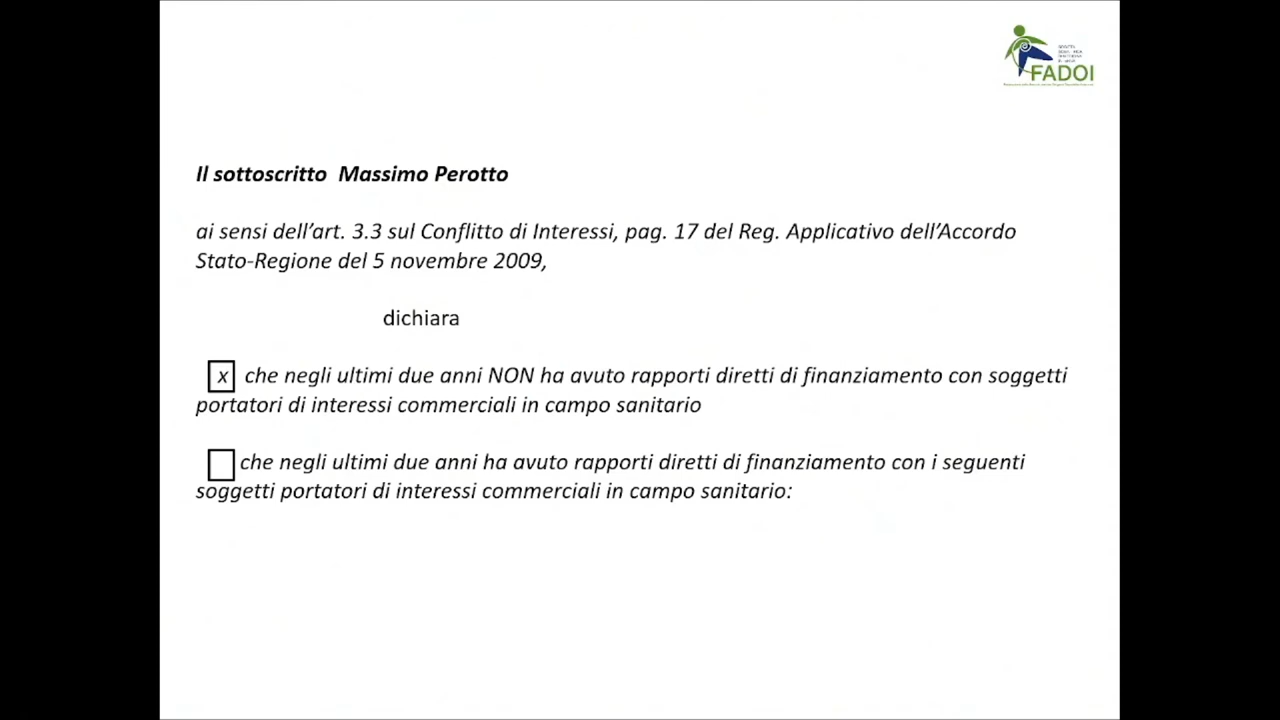 FADOI
Il sottoscritto Massimo Perotto
ai sensi dell'art. 3.3 sul Conflitto di Interessi, pag. 17 del Reg. Applicativo dell'Accordo
Stato-Regione del 5 novembre 2009,
dichiara
x che negli ultimi due anni NON ha avuto rapporti diretti di finanziamento con soggetti
portatori di interessi commerciali in campo sanitario
che negli ultimi due anni ha avuto rapporti diretti di finanziamento con i seguenti
soggetti portatori di interessi commerciali in campo sanitario: